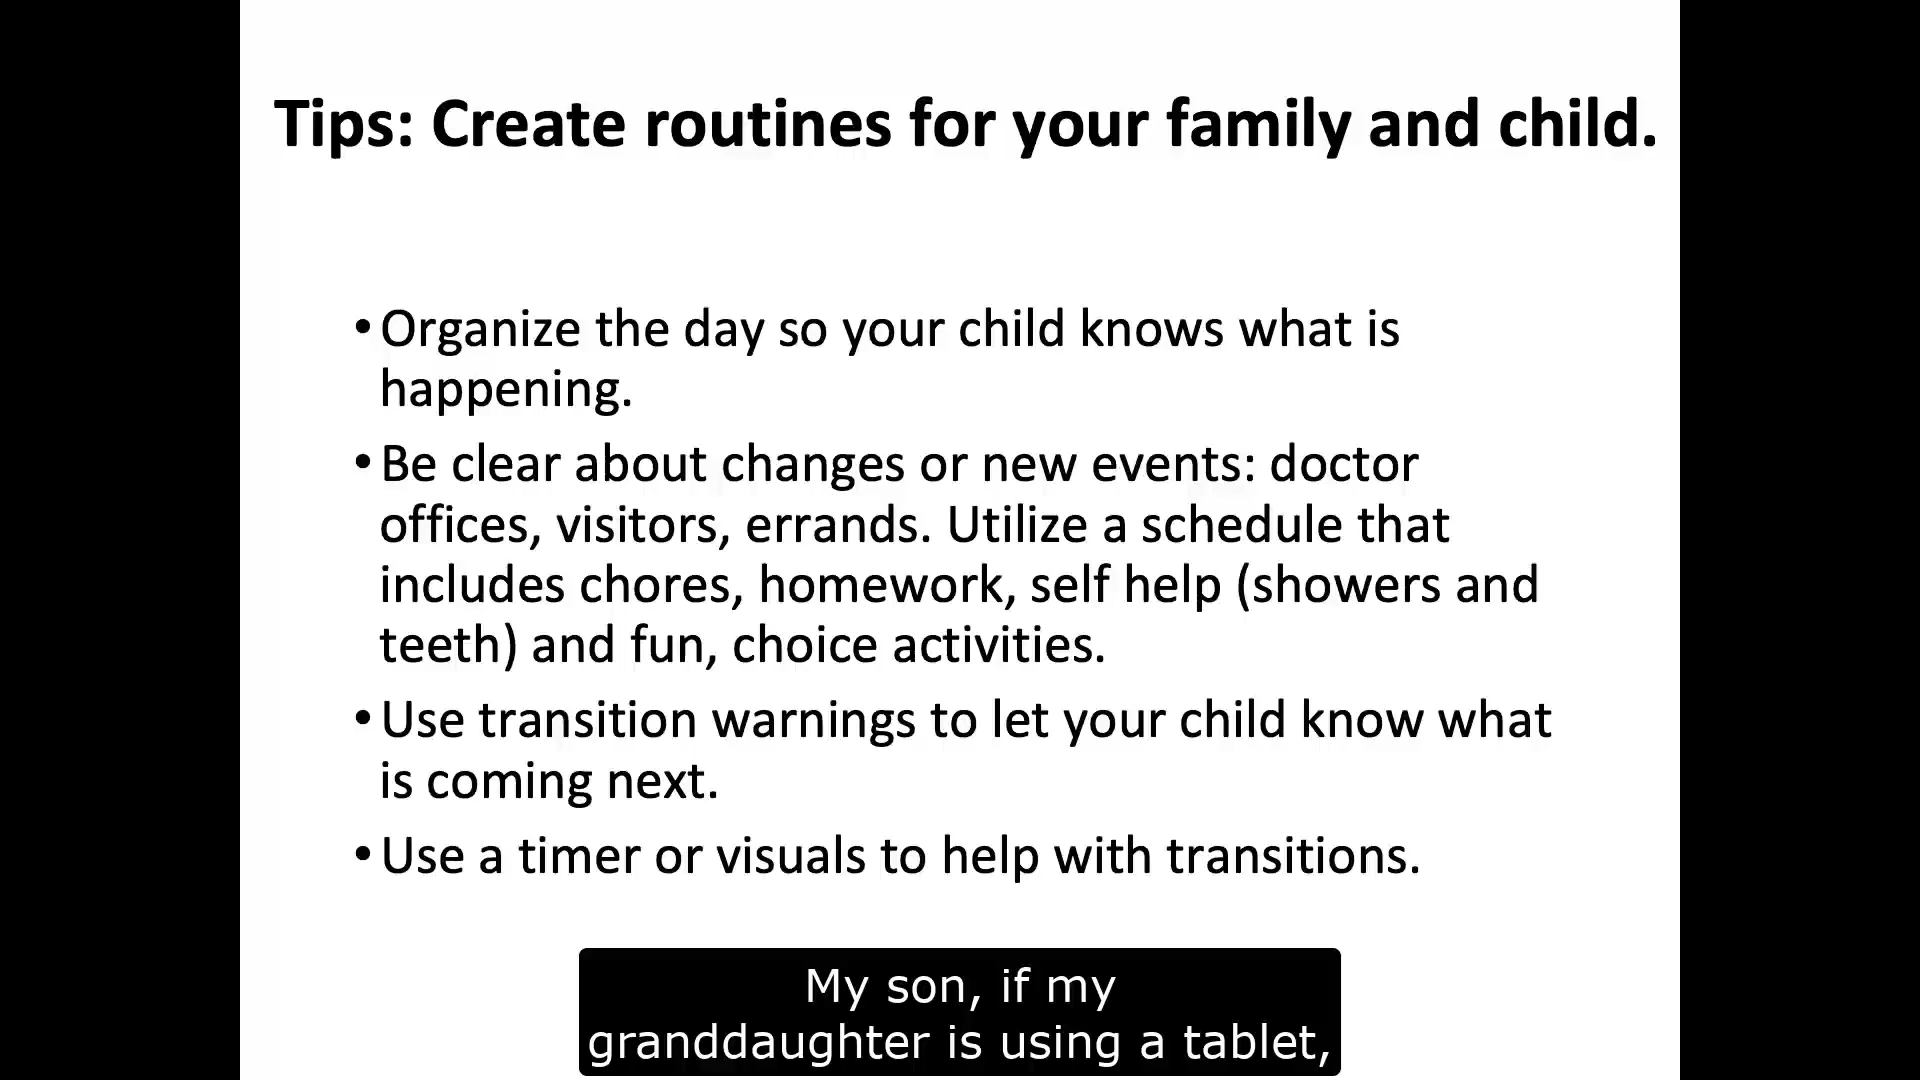 Tips: Create routines for your family and child.
•Organize the day so your child knows what is
happening.
•Be clear about changes or new events: doctor
offices, visitors, errands. Utilize a schedule that
includes chores, homework, self help (showers and
teeth) and fun, choice activities.
•Use transition warnings to let your child know what
is coming next.
•Use a timer or visuals to help with transitions.
My son, if my
granddaughter is using a tablet,